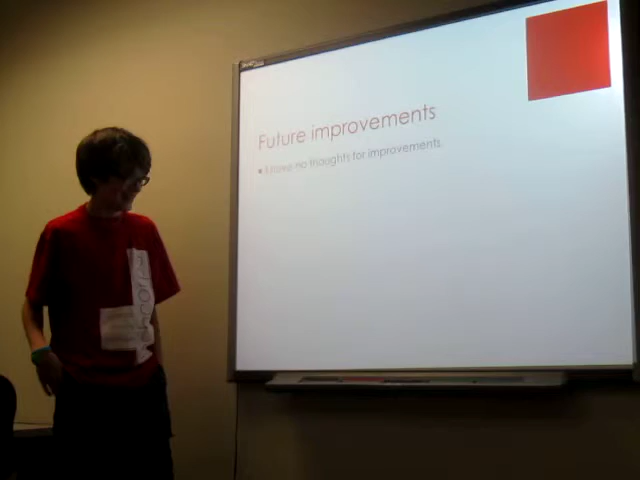 Future improvements
▪ I have no thoughts for improvements